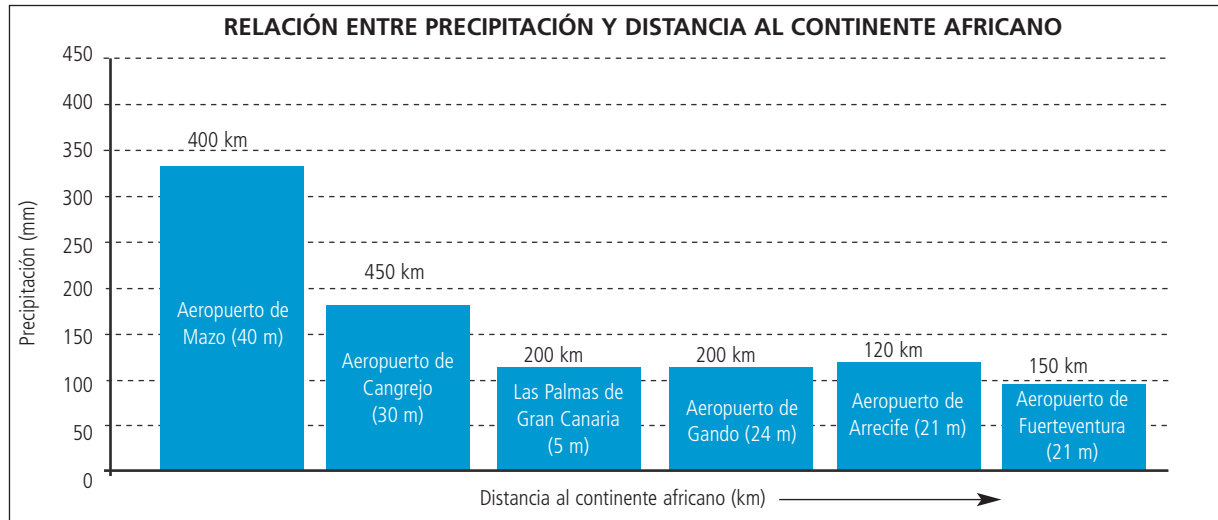 RELACIÓN ENTRE PRECIPITACIÓN Y DISTANCIA AL CONTINENTE AFRICANO
Precipitación (mm)
450
400
350
300
250
200
150
100
50
0
400 km
Aeropuerto de
Mazo (40 m)
450 km
Aeropuerto de
Cangrejo
(30 m)
200 km
Las Palmas de
Gran Canaria
(5 m)
200 km
Aeropuerto de
Gando (24 m)
120 km
Aeropuerto de
Arrecife (21 m)
150 km
Aeropuerto de
Fuerteventura
(21 m)
Distancia al continente africano (km)